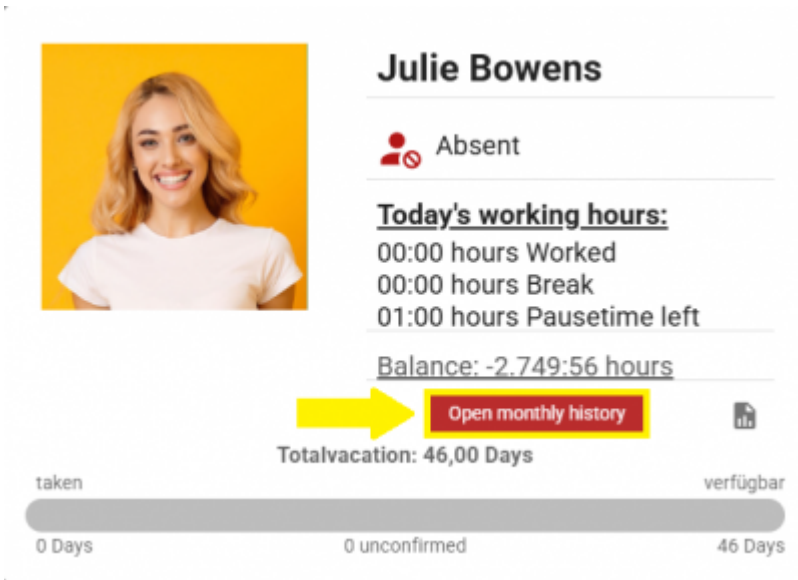 Julie Bowens
Absent
Today's working hours:
00:00 hours Worked
00:00 hours Break
01:00 hours Pausetime left
Balance: -2.749:56 hours
Open monthly history
Totalvacation: 46,00 Days
taken verfügbar
0 Days 0 unconfirmed 46 Days